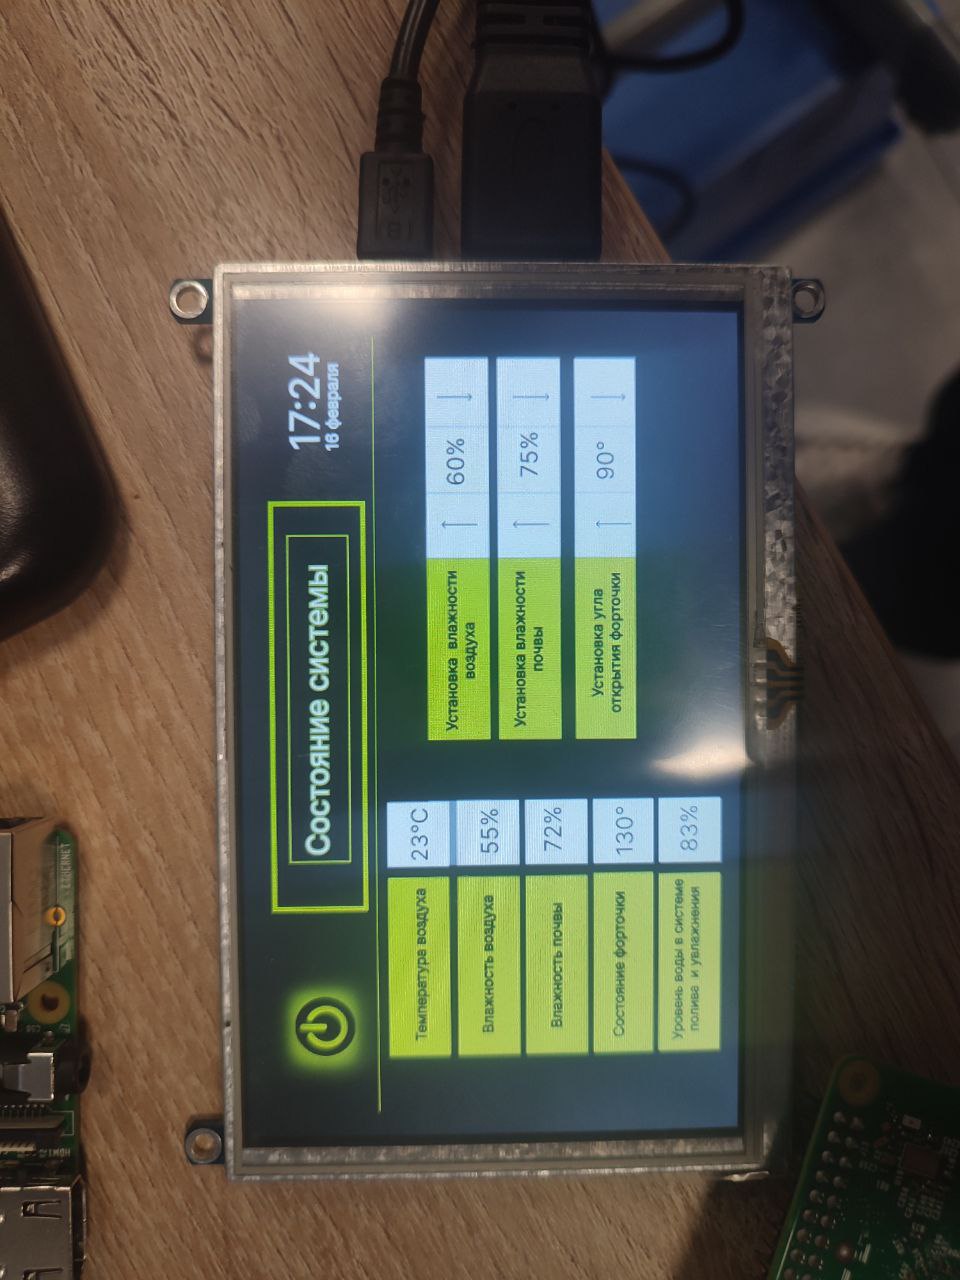 Состояние системы
17:24
16 февраля
Температура воздуха
23°C
Влажность воздуха
55%
Влажность почвы
72%
Состояние форточки
130°
Уровень воды в системе
полива и увлажнения
83%
Установка влажности
воздуха
↑ 60% ↓
Установка влажности
почвы
↑ 75% ↓
Установка угла
открытия форточки
↑ 90° ↓
ETHERNET